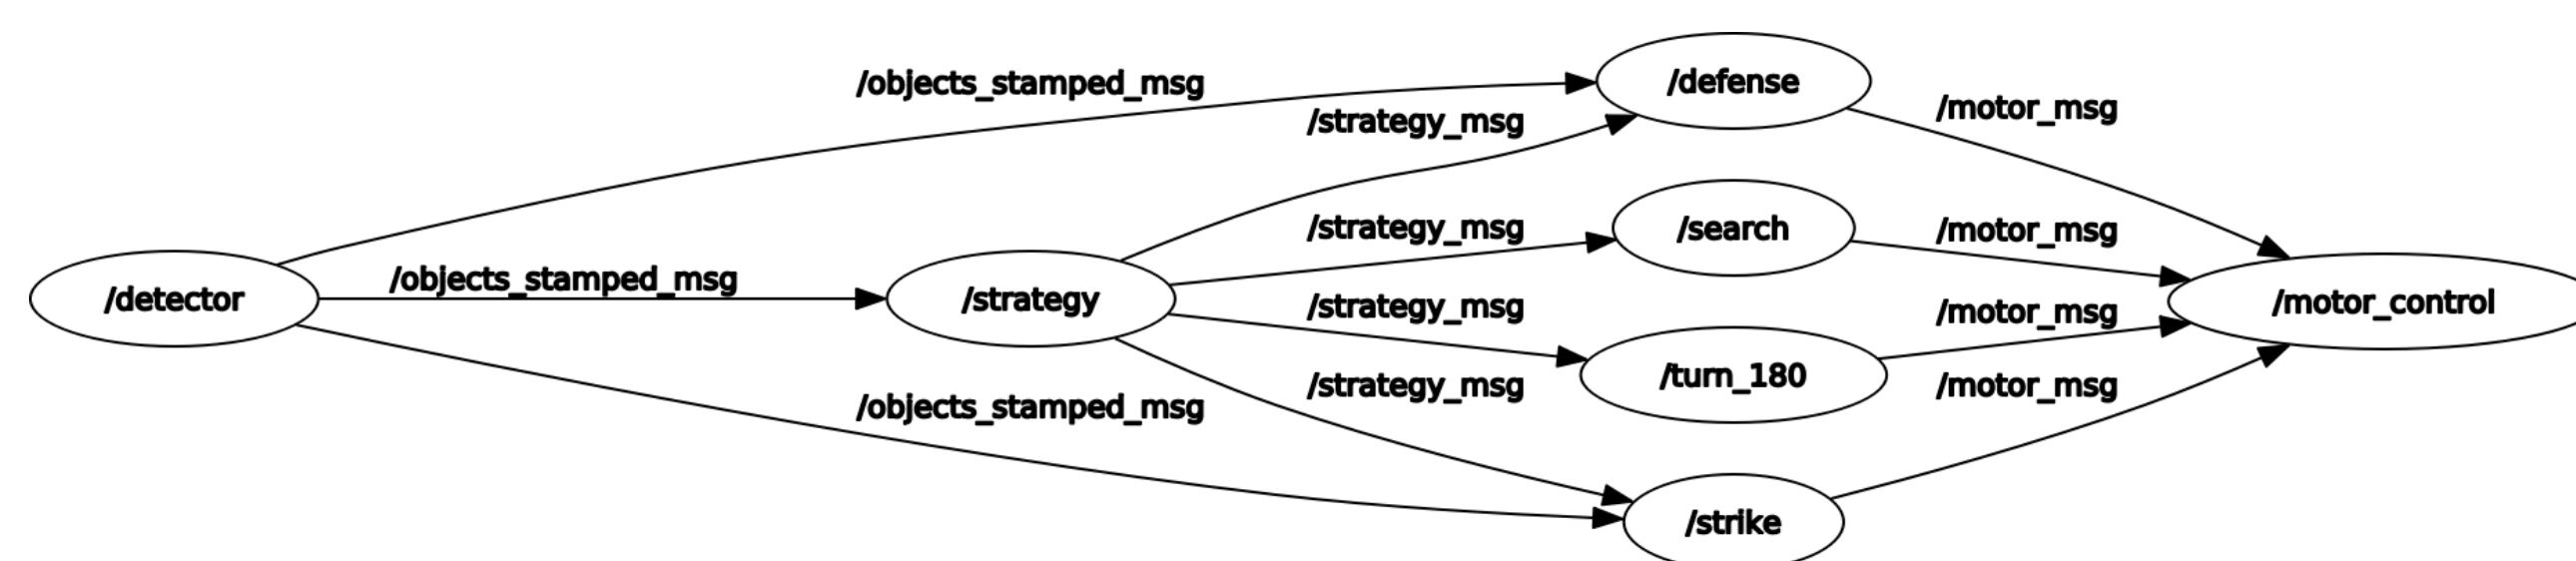 /objects_stamped_msg
/defense
/motor_msg
/strategy_msg
/search
/strategy_msg
/motor_msg
/detector
/objects_stamped_msg
/strategy
/strategy_msg
/motor_msg
/motor_control
/turn_180
/strategy_msg
/motor_msg
/objects_stamped_msg
/strike